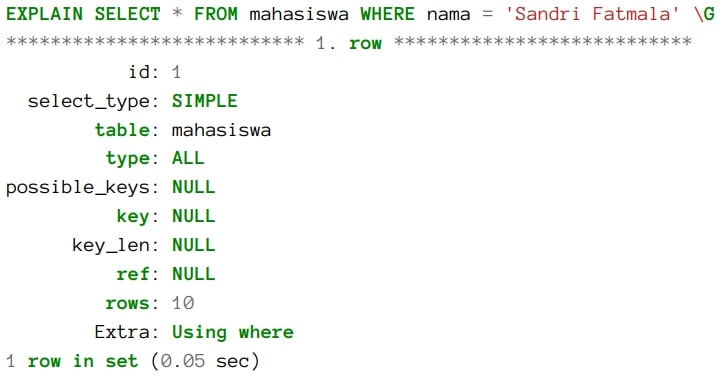 EXPLAIN SELECT * FROM mahasiswa WHERE nama = 'Sandri Fatmala' \G
*************************** 1. row ***************************
id: 1
select_type: SIMPLE
table: mahasiswa
type: ALL
possible_keys: NULL
key: NULL
key_len: NULL
ref: NULL
rows: 10
Extra: Using where
1 row in set (0.05 sec)